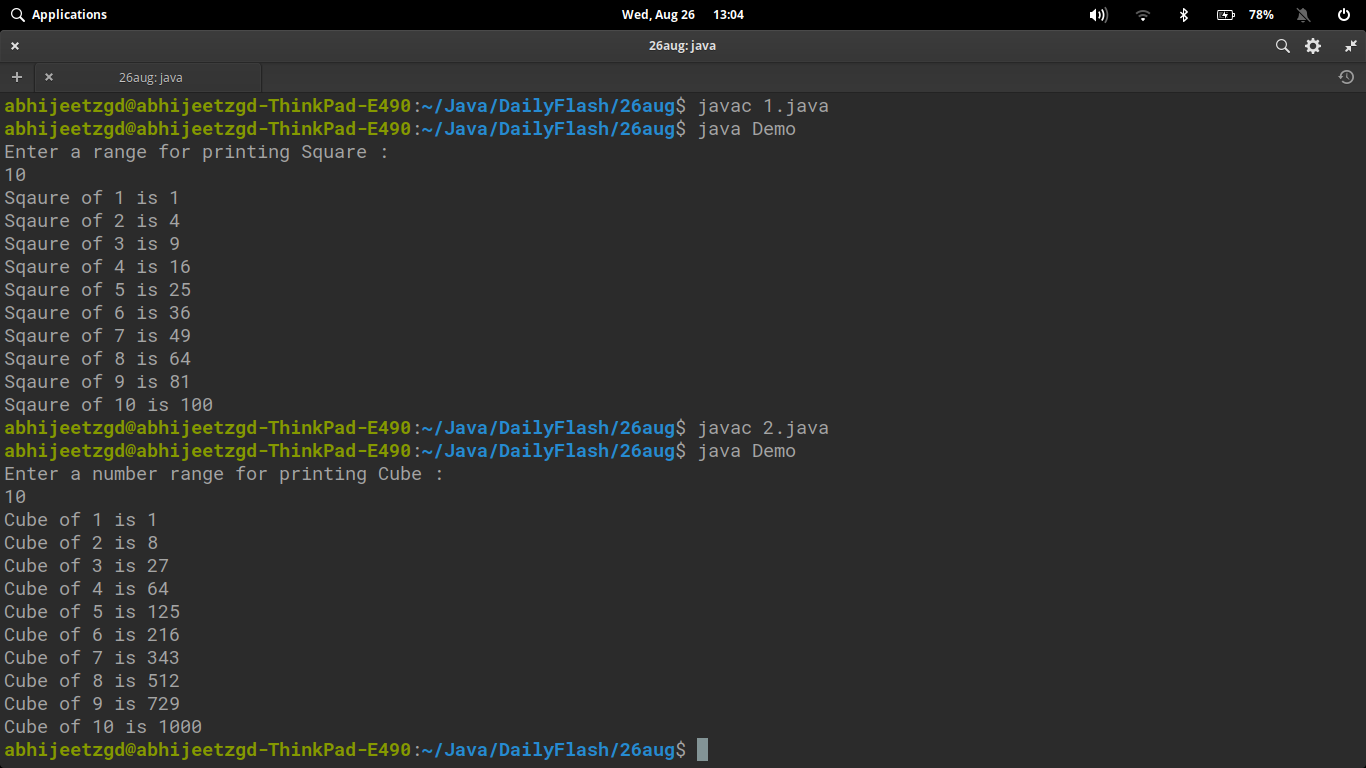 Applications
Wed, Aug 26 13:04
78%
26aug: java
26aug: java
abhijeetzgd@abhijeetzgd-ThinkPad-E490:~/Java/DailyFlash/26aug$ javac 1.java
abhijeetzgd@abhijeetzgd-ThinkPad-E490:~/Java/DailyFlash/26aug$ java Demo
Enter a range for printing Square :
10
Sqaure of 1 is 1
Sqaure of 2 is 4
Sqaure of 3 is 9
Sqaure of 4 is 16
Sqaure of 5 is 25
Sqaure of 6 is 36
Sqaure of 7 is 49
Sqaure of 8 is 64
Sqaure of 9 is 81
Sqaure of 10 is 100
abhijeetzgd@abhijeetzgd-ThinkPad-E490:~/Java/DailyFlash/26aug$ javac 2.java
abhijeetzgd@abhijeetzgd-ThinkPad-E490:~/Java/DailyFlash/26aug$ java Demo
Enter a number range for printing Cube :
10
Cube of 1 is 1
Cube of 2 is 8
Cube of 3 is 27
Cube of 4 is 64
Cube of 5 is 125
Cube of 6 is 216
Cube of 7 is 343
Cube of 8 is 512
Cube of 9 is 729
Cube of 10 is 1000
abhijeetzgd@abhijeetzgd-ThinkPad-E490:~/Java/DailyFlash/26aug$